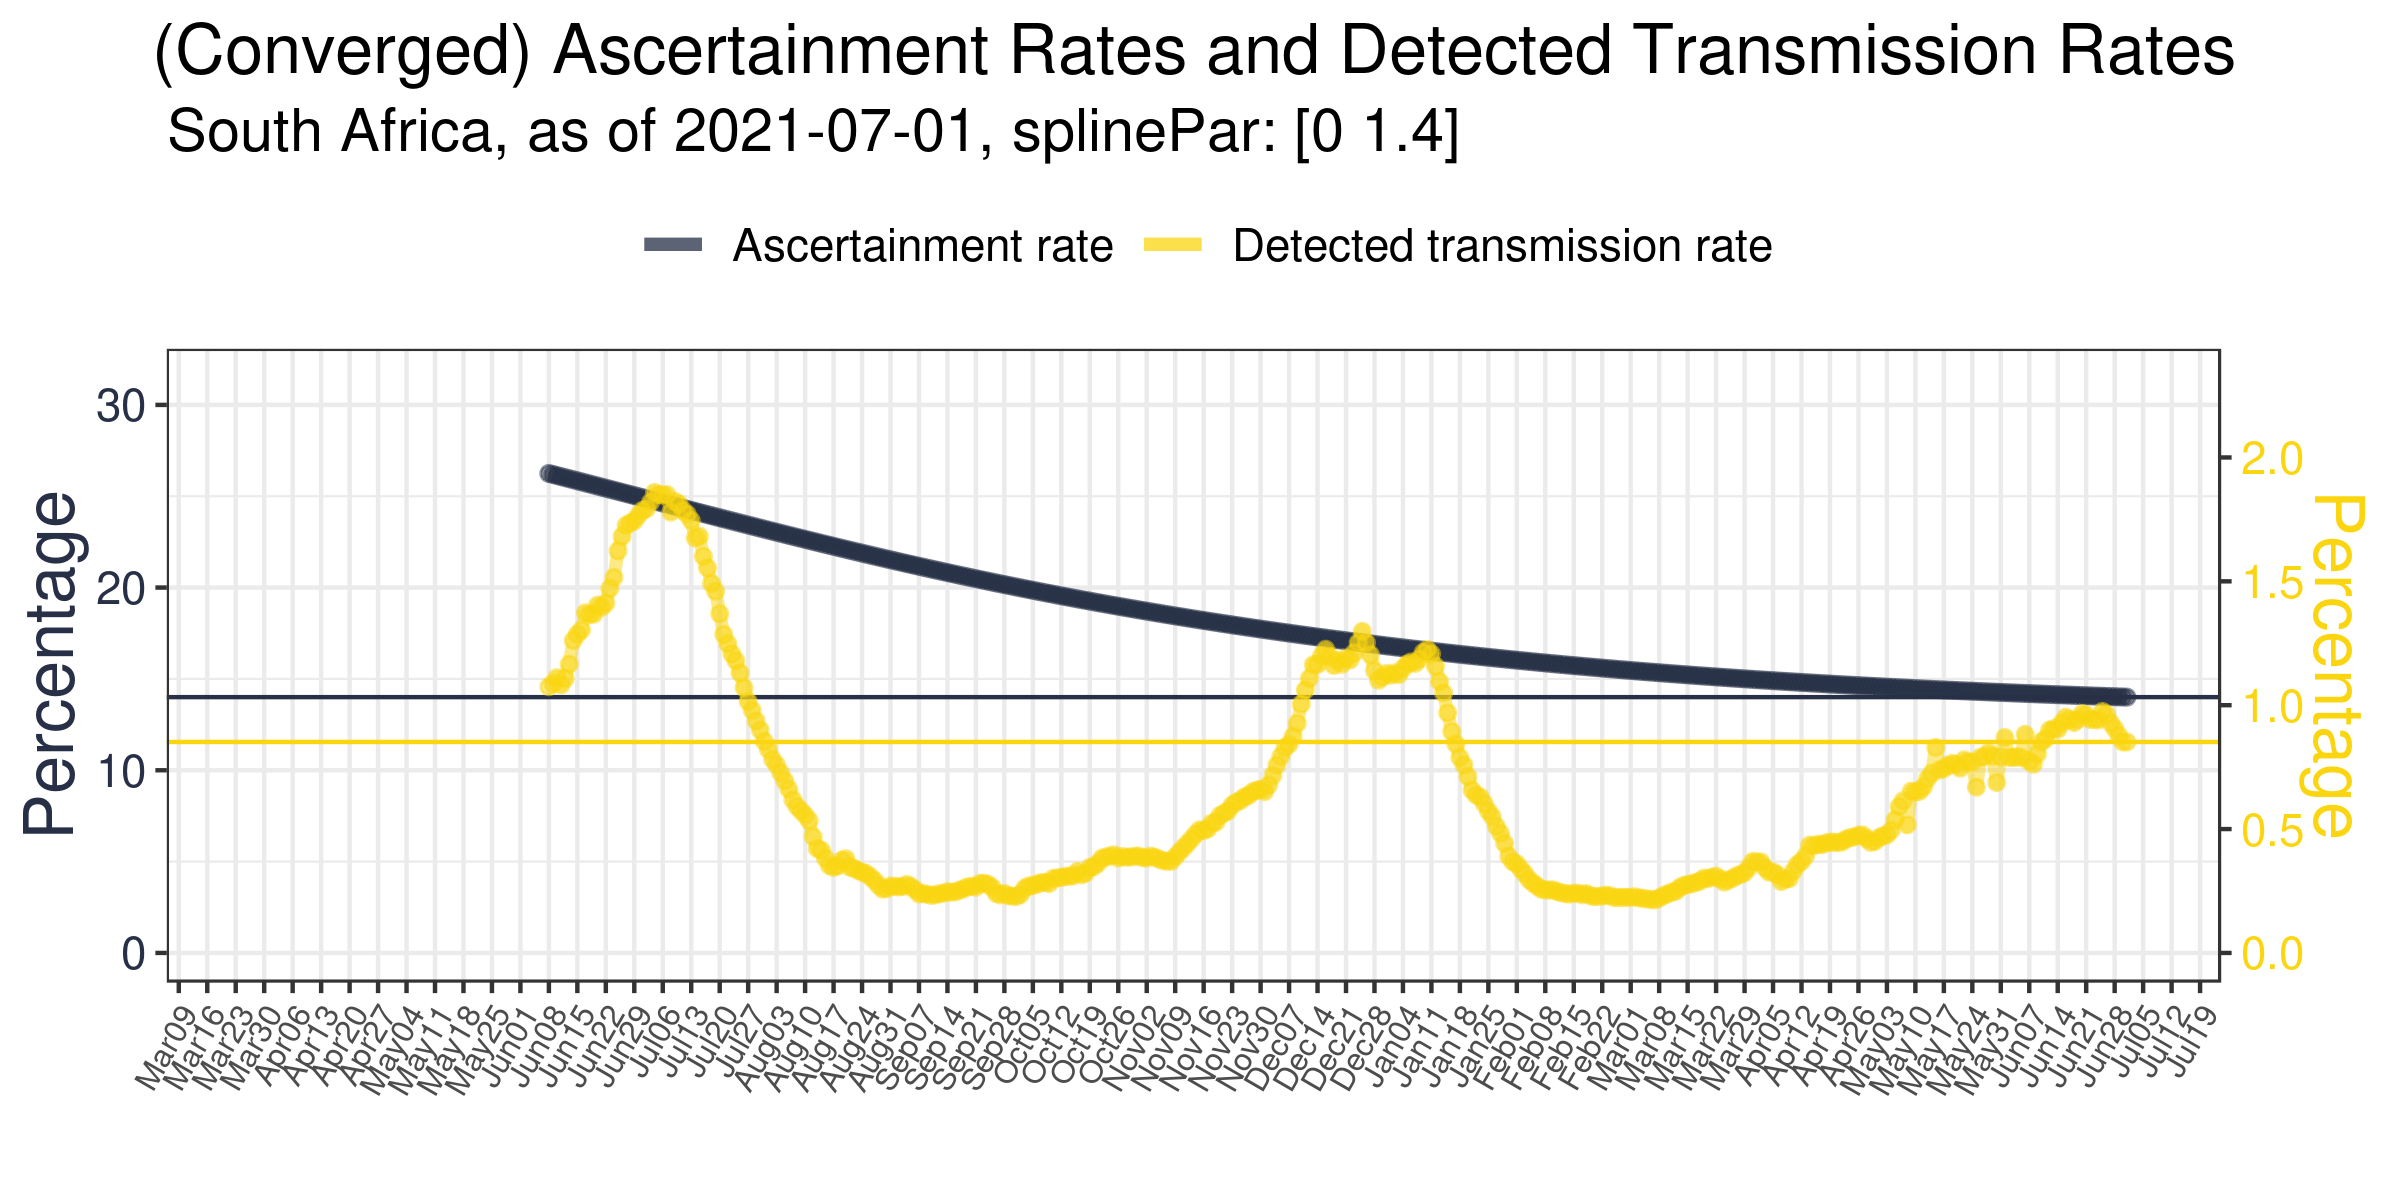 (Converged) Ascertainment Rates and Detected Transmission Rates
South Africa, as of 2021-07-01, splinePar: [0 1.4]
Ascertainment rate Detected transmission rate
Percentage
30
20
10
0
2.0
1.5
1.0
0.5
0.0
Percentage
Mar09
Mar16
Mar23
Mar30
Apr06
Apr13
Apr20
Apr27
May04
May11
May18
May25
Jun01
Jun08
Jun15
Jun22
Jun29
Jul06
Jul13
Jul20
Jul27
Aug03
Aug10
Aug17
Aug24
Aug31
Sep07
Sep14
Sep21
Sep28
Oct05
Oct12
Oct19
Oct26
Nov02
Nov09
Nov16
Nov23
Nov30
Dec07
Dec14
Dec21
Dec28
Jan04
Jan11
Jan18
Jan25
Feb01
Feb08
Feb15
Feb22
Mar01
Mar08
Mar15
Mar22
Mar29
Apr05
Apr12
Apr19
Apr26
May03
May10
May17
May24
May31
Jun07
Jun14
Jun21
Jun28
Jul05
Jul12
Jul19